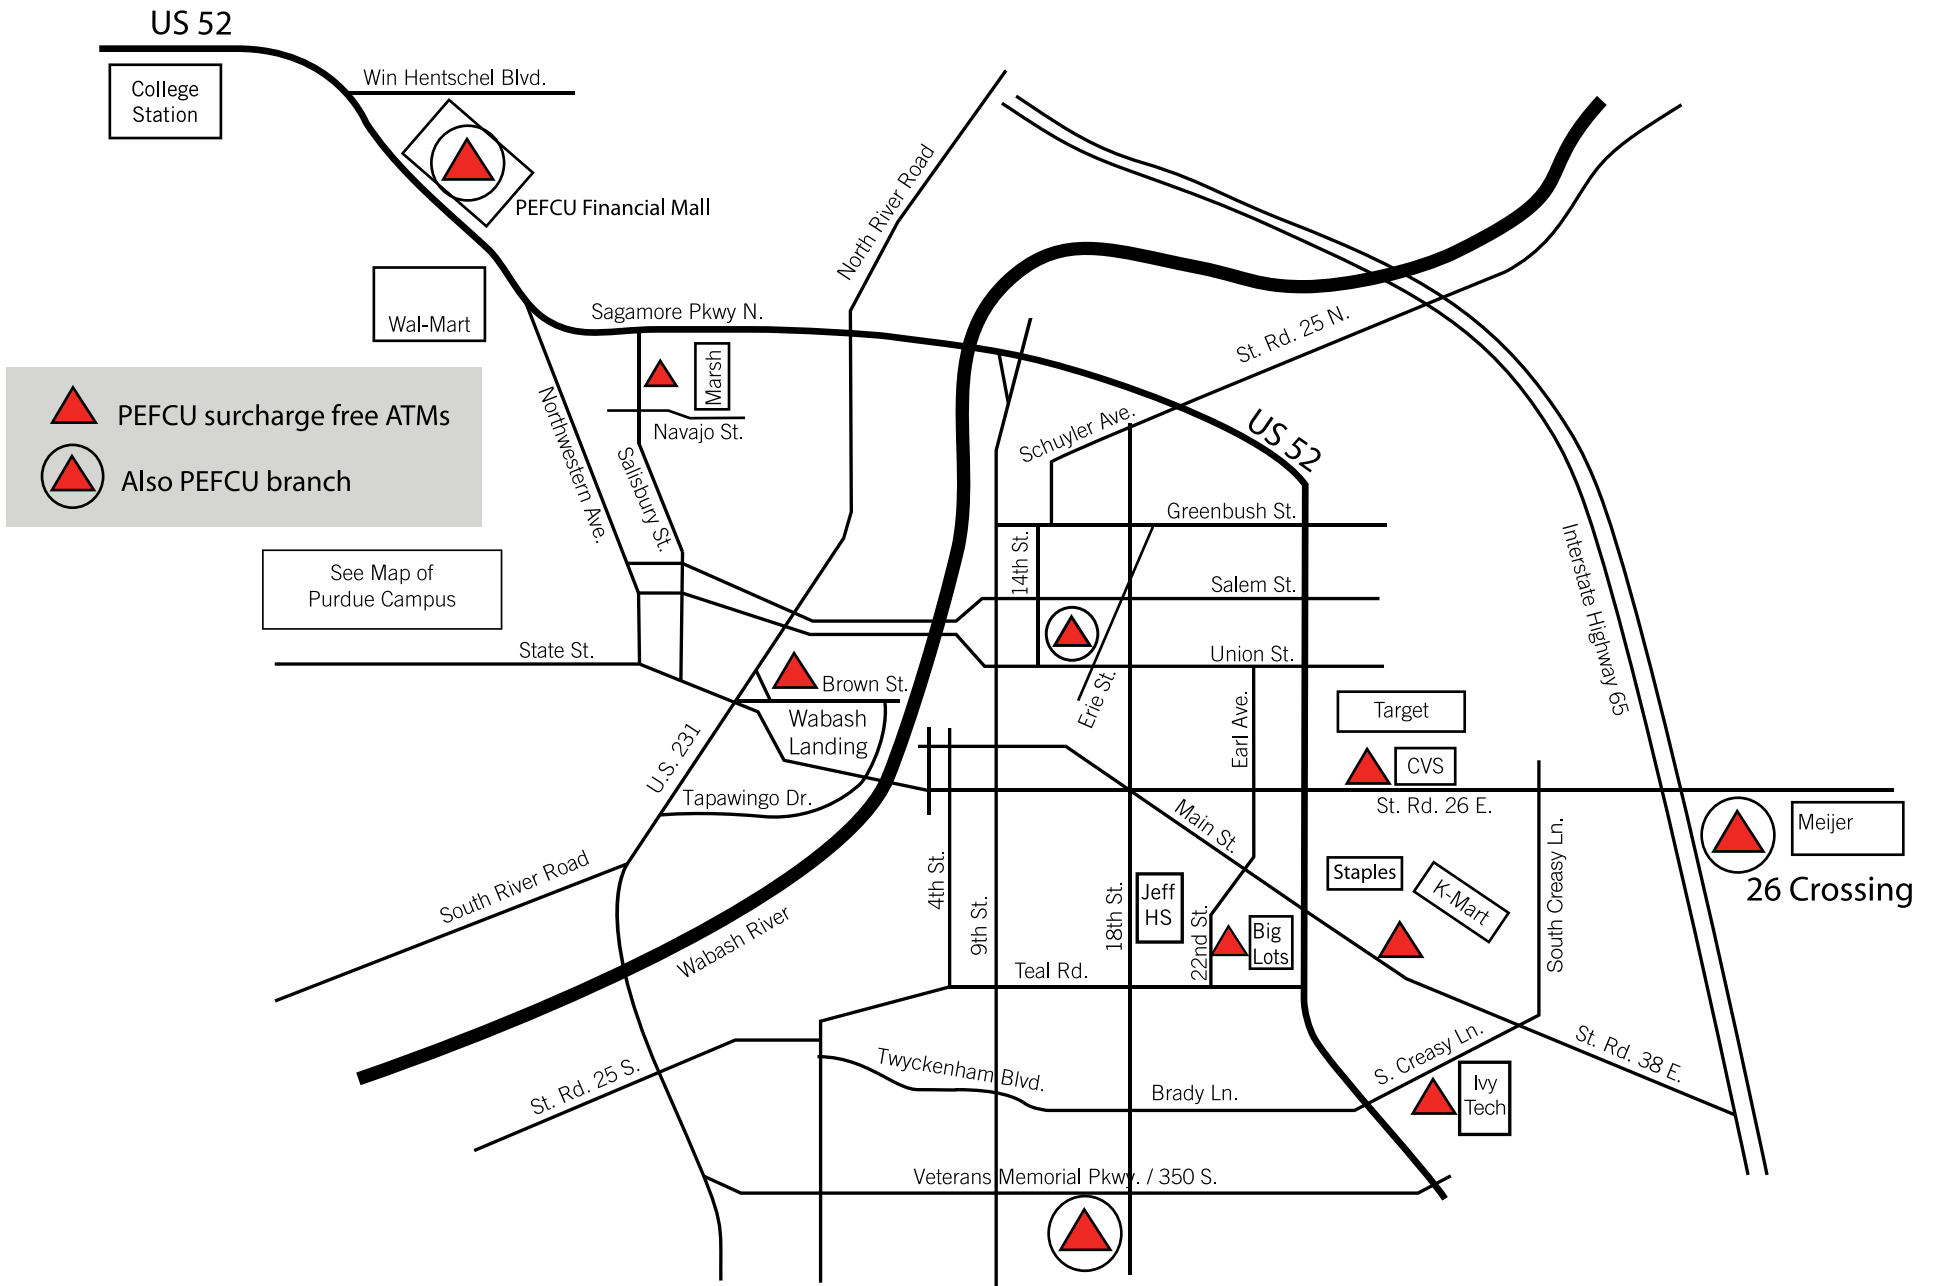 US 52
Win Hentschel Blvd.
College
Station
PEFCU Financial Mall
North River Road
Wal-Mart
Sagamore Pkwy N.
St. Rd. 25 N.
Marsh
PEFCU surcharge free ATMs
Also PEFCU branch
Navajo St.
Northwestern Ave.
Salisbury St.
Schuyler Ave.
US 52
Greenbush St.
See Map of
Purdue Campus
14th St.
Salem St.
Interstate Highway 65
State St.
Union St.
Brown St.
Erie St.
Wabash
Landing
Earl Ave.
Target
U.S. 231
CVS
Tapawingo Dr.
St. Rd. 26 E.
Main St.
Meijer
26 Crossing
South River Road
4th St.
9th St.
18th St.
Jeff
HS
22nd St.
Big
Lots
Staples
K-Mart
South Creasy Ln.
Wabash River
Teal Rd.
St. Rd. 25 S.
Twyckenham Blvd.
Brady Ln.
S. Creasy Ln.
St. Rd. 38 E.
Ivy
Tech
Veterans Memorial Pkwy. / 350 S.